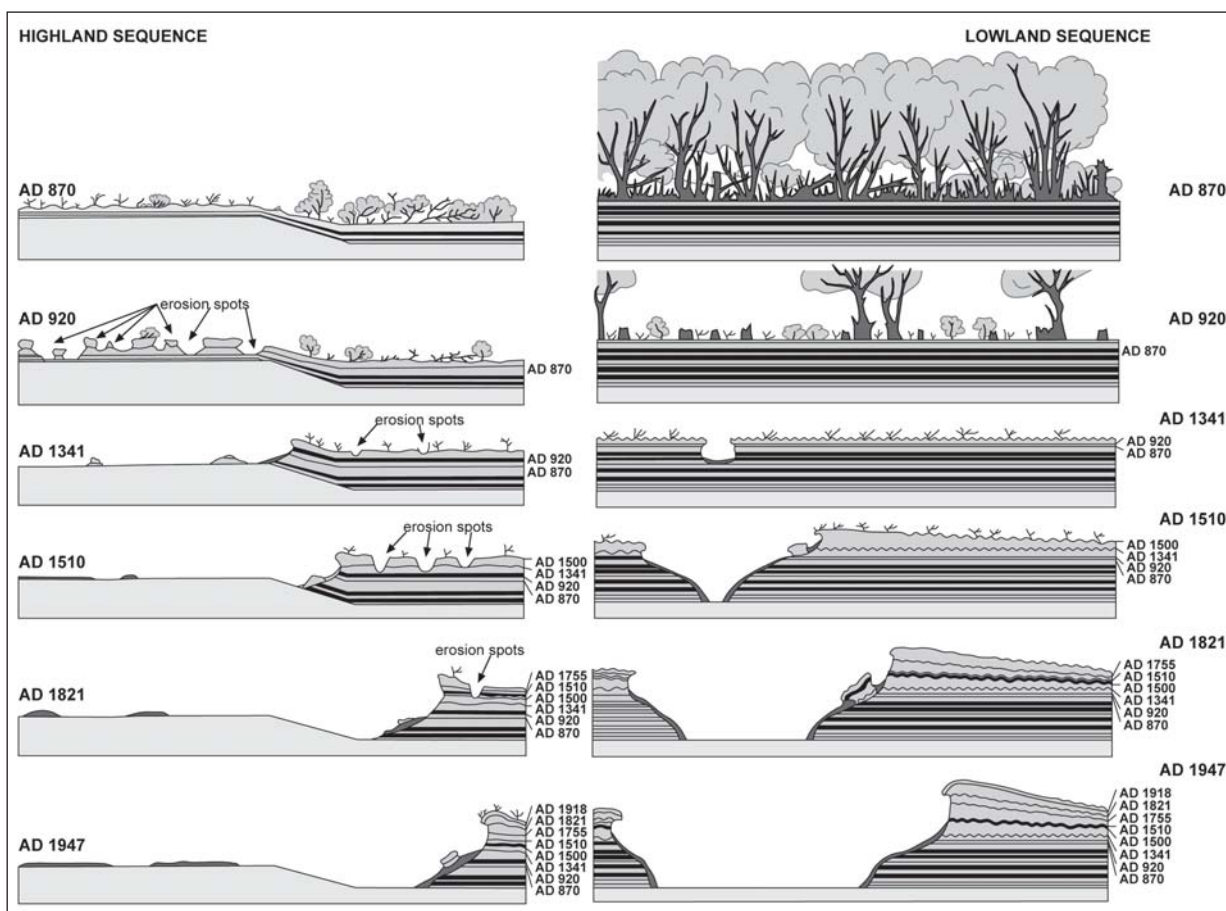 HIGHLAND SEQUENCE
LOWLAND SEQUENCE
AD 870
AD 870
AD 920
erosion spots
AD 870
AD 920
AD 870
AD 1341
erosion spots
AD 920
AD 870
AD 1341
AD 920
AD 870
AD 1510
erosion spots
AD 1500
AD 1341
AD 920
AD 870
AD 1510
AD 1500
AD 1341
AD 920
AD 870
AD 1821
erosion spots
AD 1755
AD 1510
AD 1500
AD 1341
AD 920
AD 870
AD 1821
AD 1755
AD 1510
AD 1500
AD 1341
AD 920
AD 870
AD 1947
AD 1918
AD 1821
AD 1755
AD 1510
AD 1500
AD 1341
AD 920
AD 870
AD 1947
AD 1918
AD 1821
AD 1755
AD 1510
AD 1500
AD 1341
AD 920
AD 870